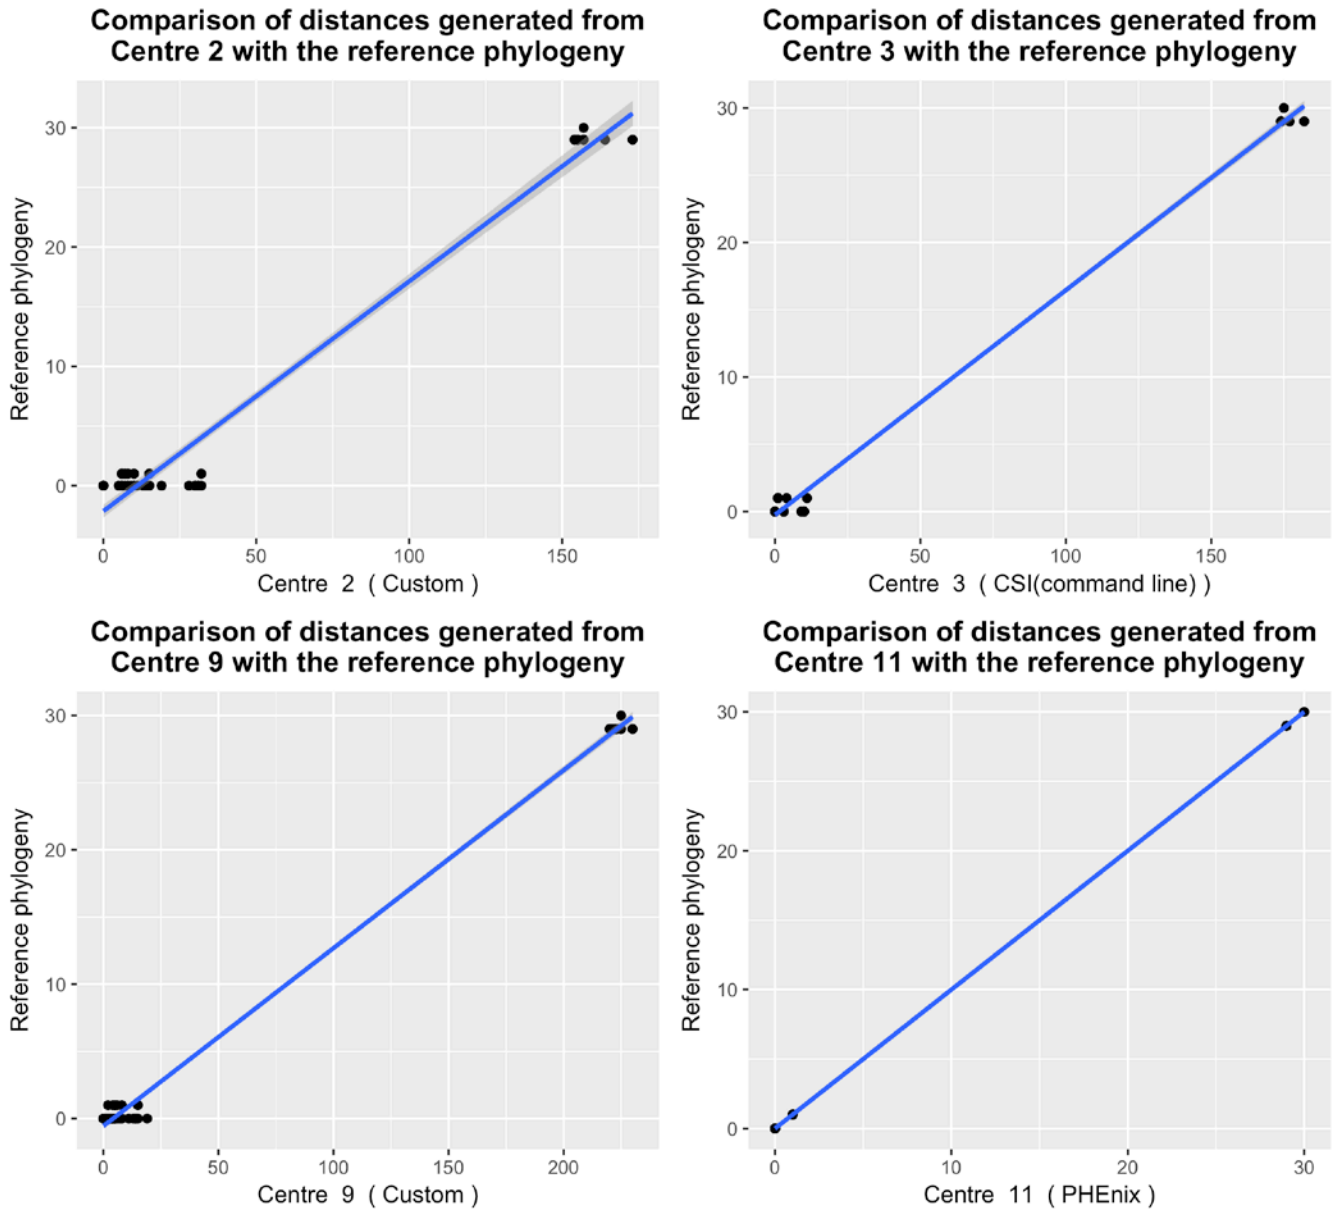 Comparison of distances generated from
Centre 2 with the reference phylogeny
30
20
10
0
Reference phylogeny
0 50 100 150
Centre 2 ( Custom )
Comparison of distances generated from
Centre 3 with the reference phylogeny
30
20
10
0
Reference phylogeny
0 50 100 150
Centre 3 ( CSI(command line) )
Comparison of distances generated from
Centre 9 with the reference phylogeny
30
20
10
0
Reference phylogeny
0 50 100 150 200
Centre 9 ( Custom )
Comparison of distances generated from
Centre 11 with the reference phylogeny
30
20
10
0
Reference phylogeny
0 10 20 30
Centre 11 ( PHEnix )